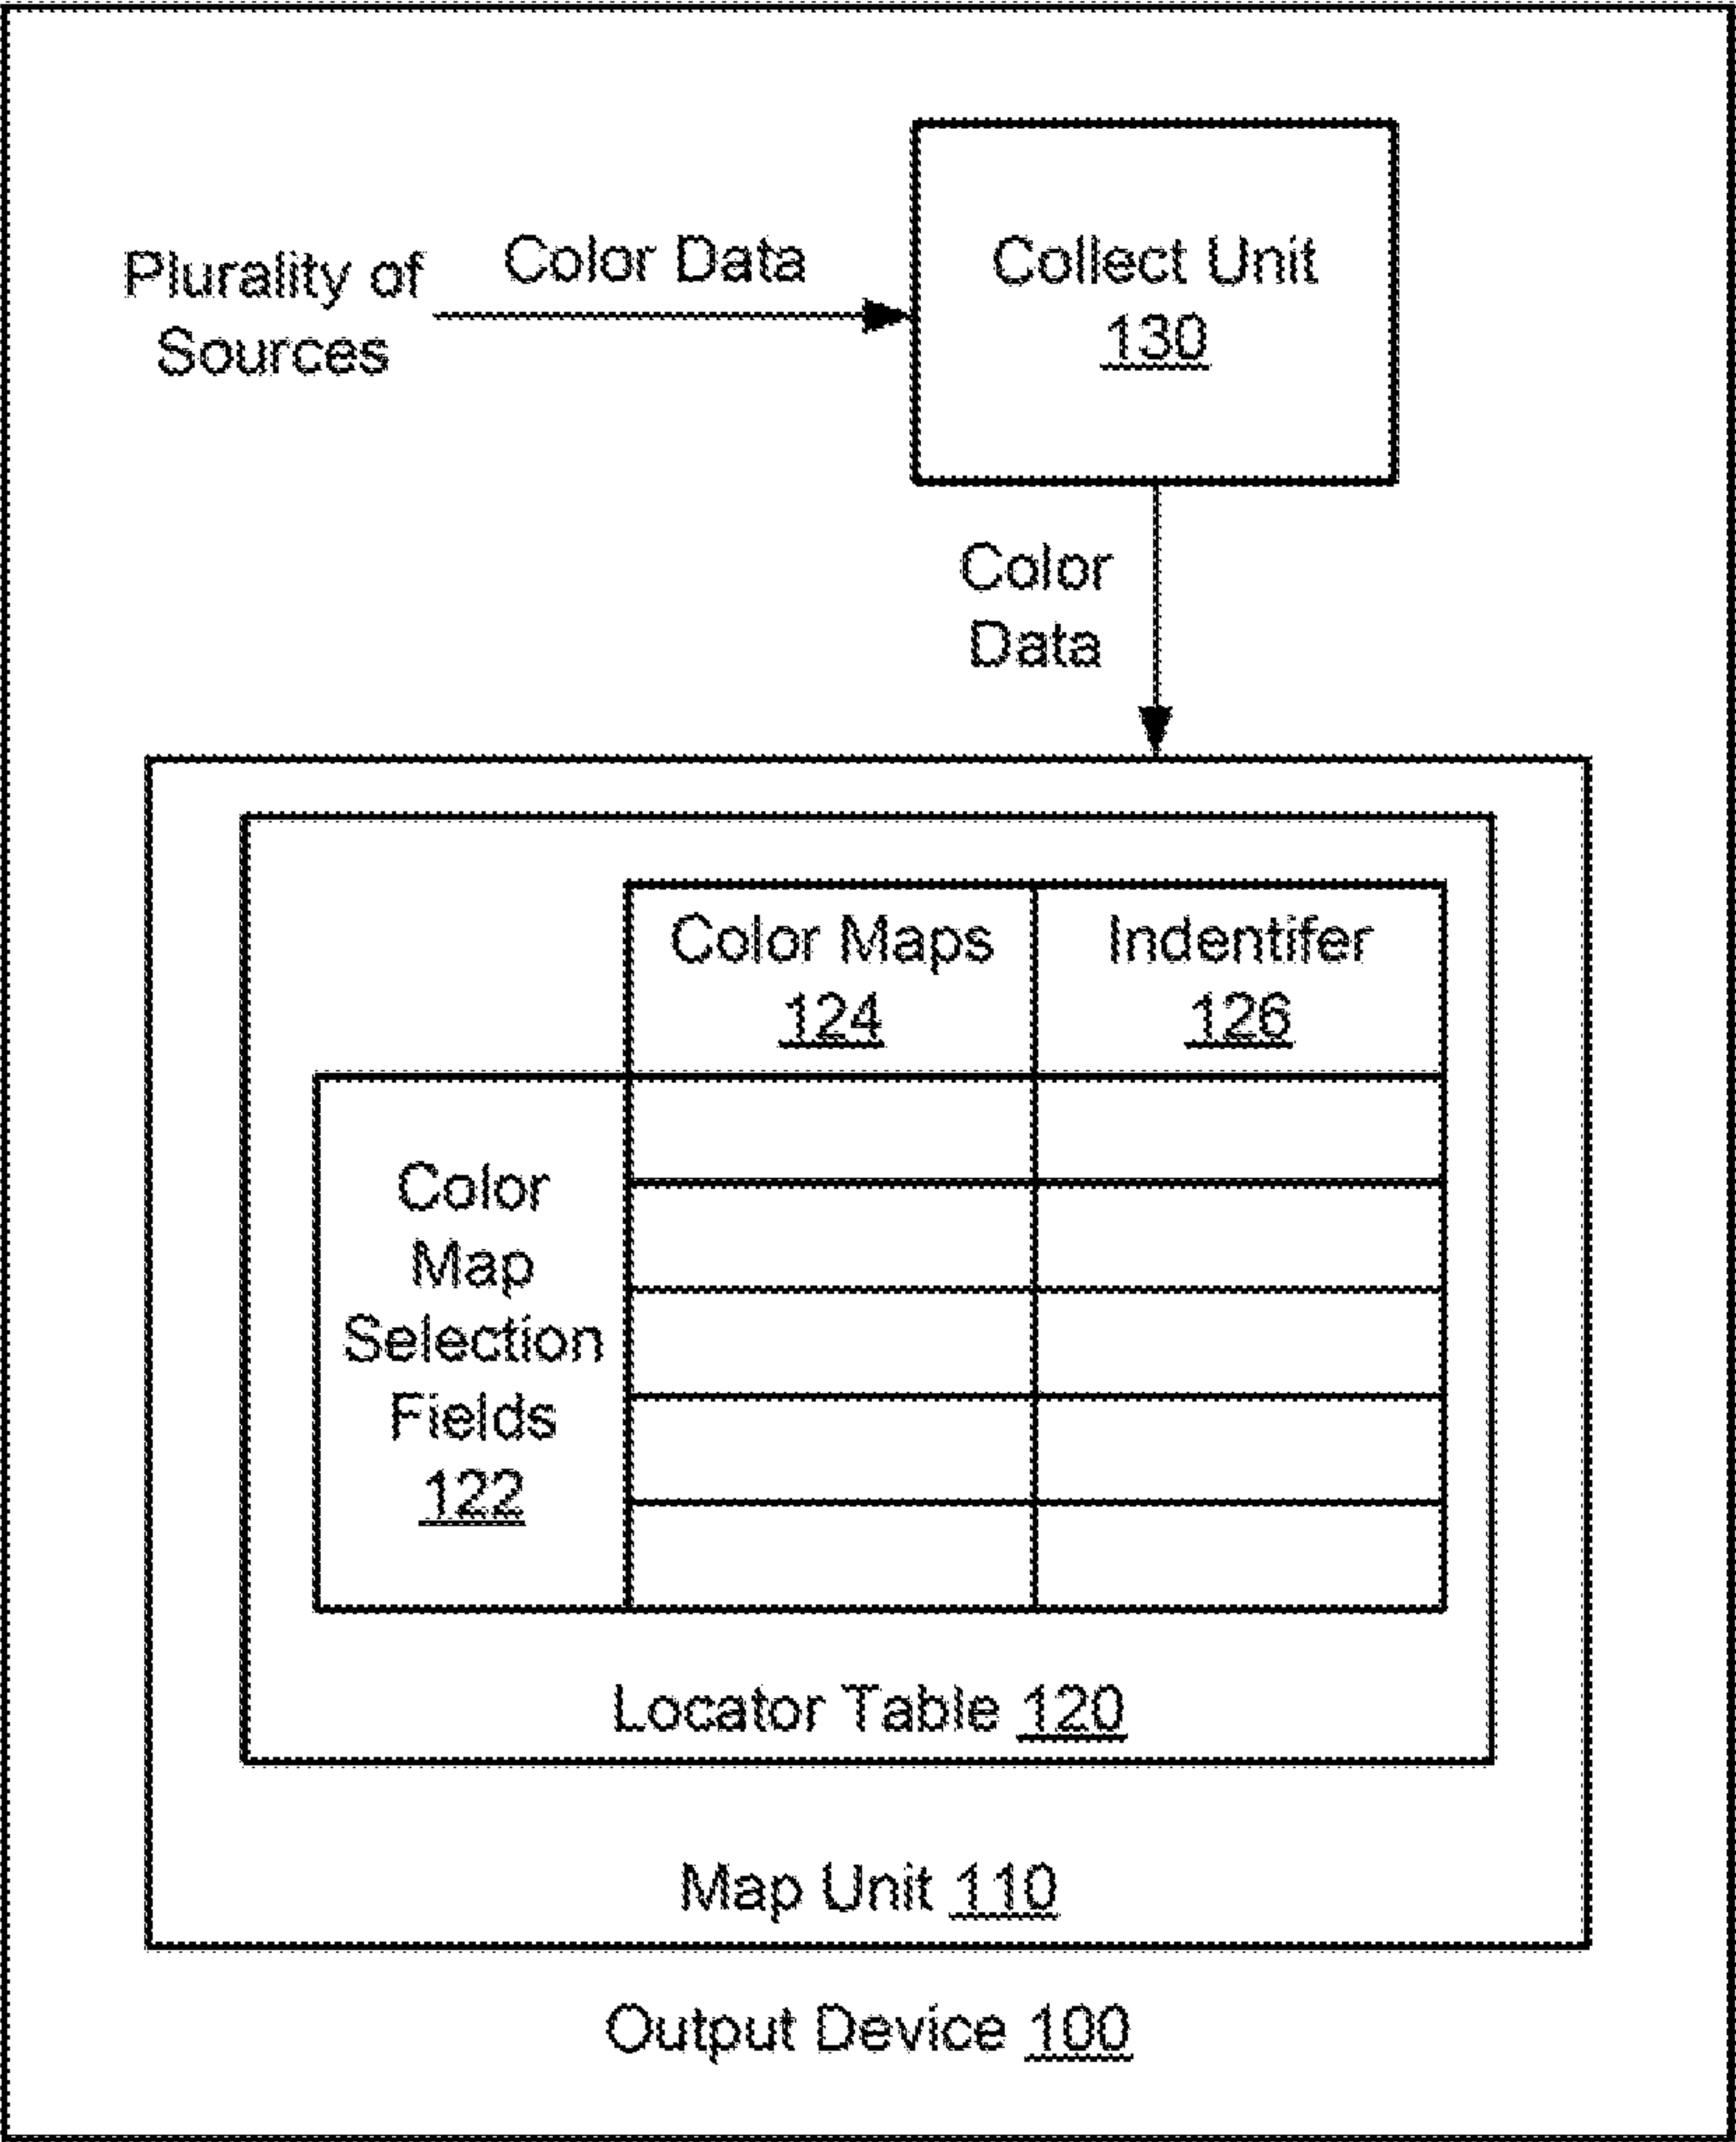 Plurality of
Sources
Color Data
Collect Unit
130
Color
Data
Color Maps
124
Indentifer
126
Color
Map
Selection
Fields
122
Locator Table 120
Map Unit 110
Output Device 100